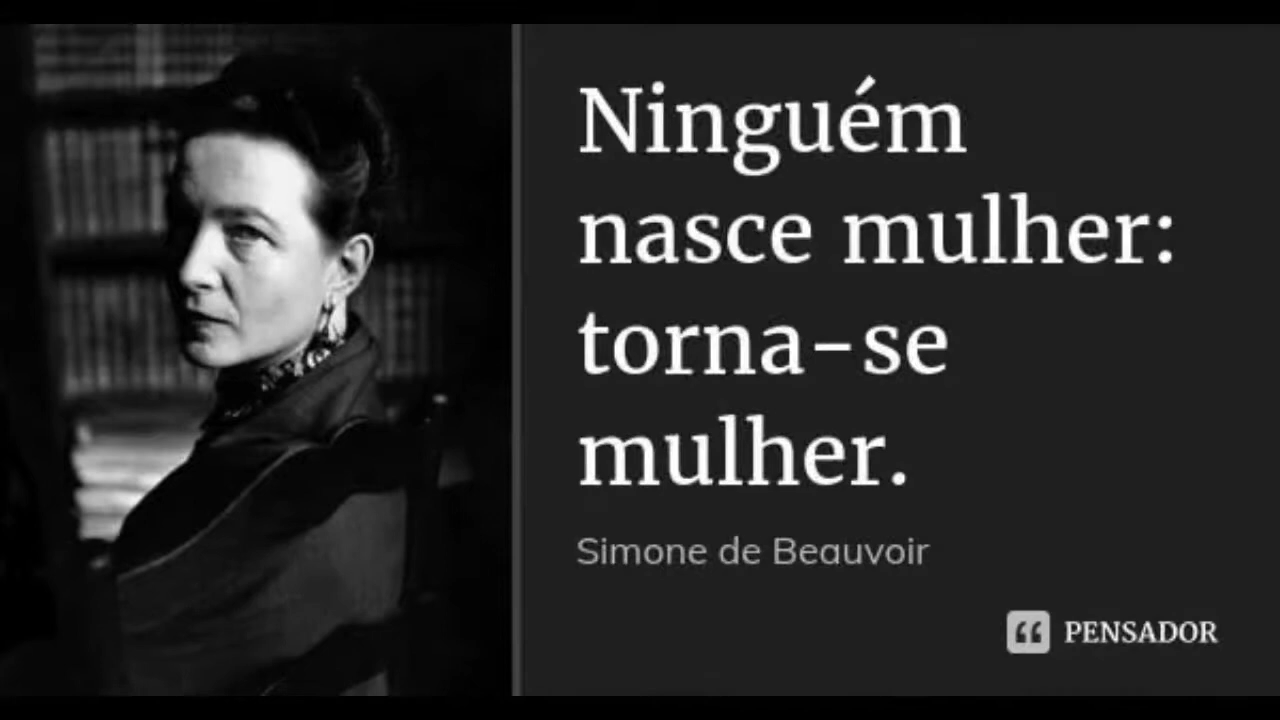 Ninguém
nasce mulher:
torna-se
mulher.
Simone de Beauvoir
PENSADOR